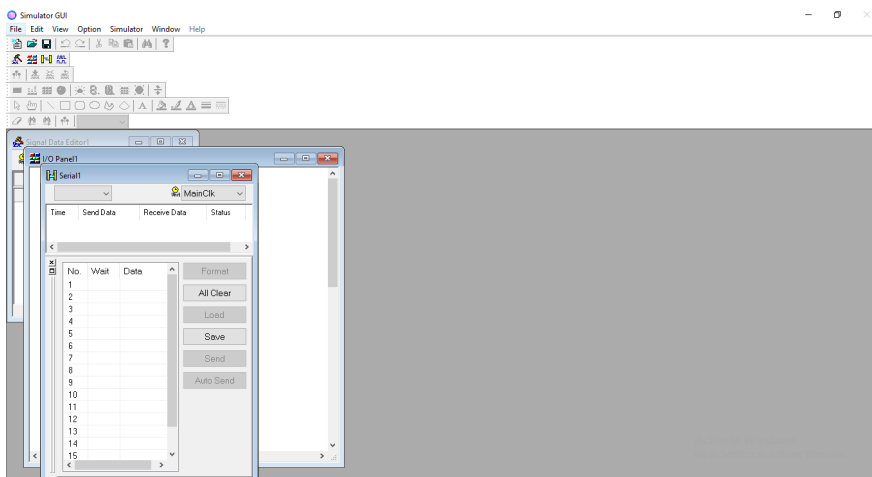 Simulator GUI
File Edit View Option Simulator Window Help
Signal Data Editor1
I/O Panel1
Serial1
MainClk
Time Send Data Receive Data Status
No. Wait Data
Format
1
All Clear
2
3
Load
4
5
Save
6
7
Send
8
9
Auto Send
10
11
12
13
14
15